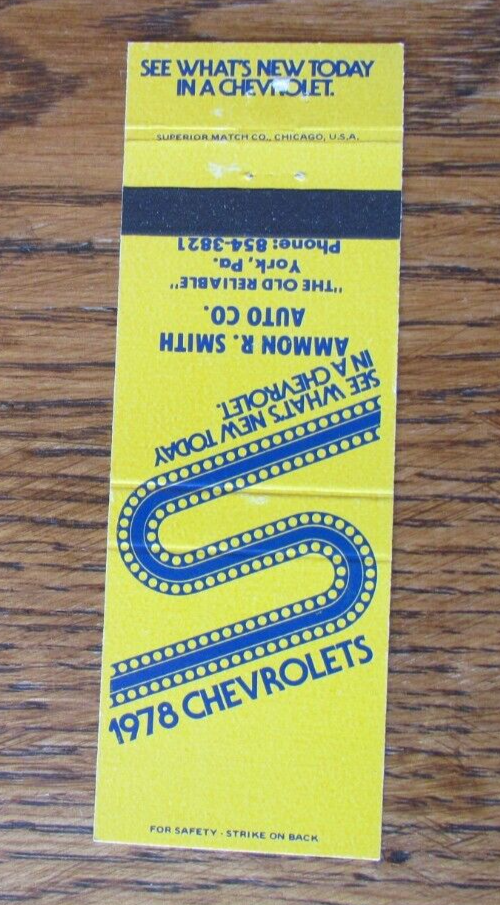 SEE WHAT'S NEW TODAY
IN A CHEVROLET.
SUPERIOR MATCH CO., CHICAGO, U.S.A.
AMMON R. SMITH
AUTO CO.
"THE OLD RELIABLE"
York, Pa.
Phone: 854-3821
SEE WHAT'S NEW TODAY
IN A CHEVROLET.
1978 CHEVROLETS
FOR SAFETY - STRIKE ON BACK